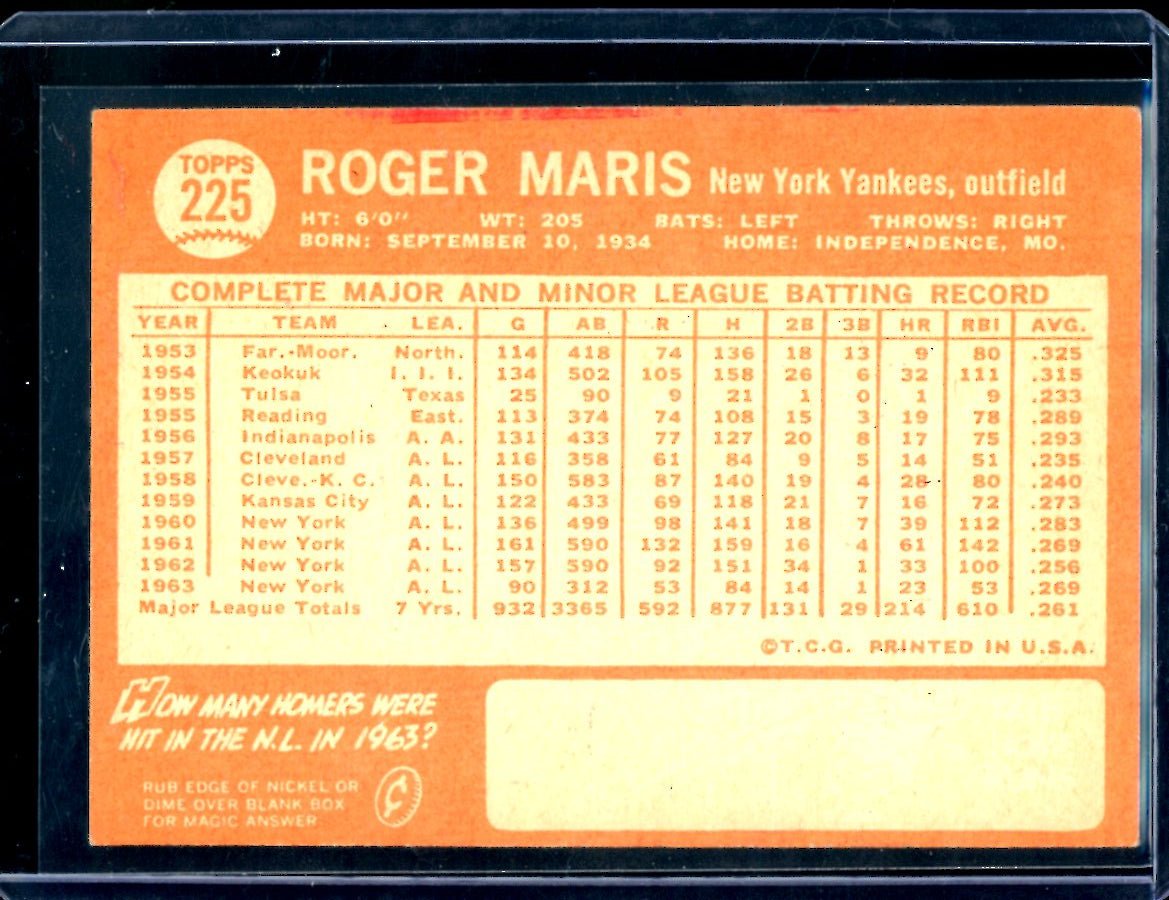 TOPPS
225
ROGER MARIS New York Yankees, outfield
HT: 6'0" WT: 205 BATS: LEFT THROWS: RIGHT
BORN: SEPTEMBER 10, 1934 HOME: INDEPENDENCE, MO.
COMPLETE MAJOR AND MINOR LEAGUE BATTING RECORD
YEAR TEAM LEA. G AB R H 2B 3B HR RBI AVG.
1953 Far.-Moor. North. 114 418 74 136 18 13 9 80 .325
1954 Keokuk I. I. I. 134 502 105 158 26 6 32 111 .315
1955 Tulsa Texas 25 90 9 21 1 0 1 9 .233
1955 Reading East. 113 374 74 108 15 3 19 78 .289
1956 Indianapolis A. A. 131 433 77 127 20 8 17 75 .293
1957 Cleveland A. L. 116 358 61 84 9 5 14 51 .235
1958 Cleve.-K. C. A. L. 150 583 87 140 19 4 28 80 .240
1959 Kansas City A. L. 122 433 69 118 21 7 16 72 .273
1960 New York A. L. 136 499 98 141 18 7 39 112 .283
1961 New York A. L. 161 590 132 159 16 4 61 142 .269
1962 New York A. L. 157 590 92 151 34 1 33 100 .256
1963 New York A. L. 90 312 53 84 14 1 23 53 .269
Major League Totals 7 Yrs. 932 3365 592 877 131 29 214 610 .261
©T.C.G. PRINTED IN U.S.A.
HOW MANY HOMERS WERE
HIT IN THE N.L. IN 1963?
RUB EDGE OF NICKEL OR
DIME OVER BLANK BOX
FOR MAGIC ANSWER
¢